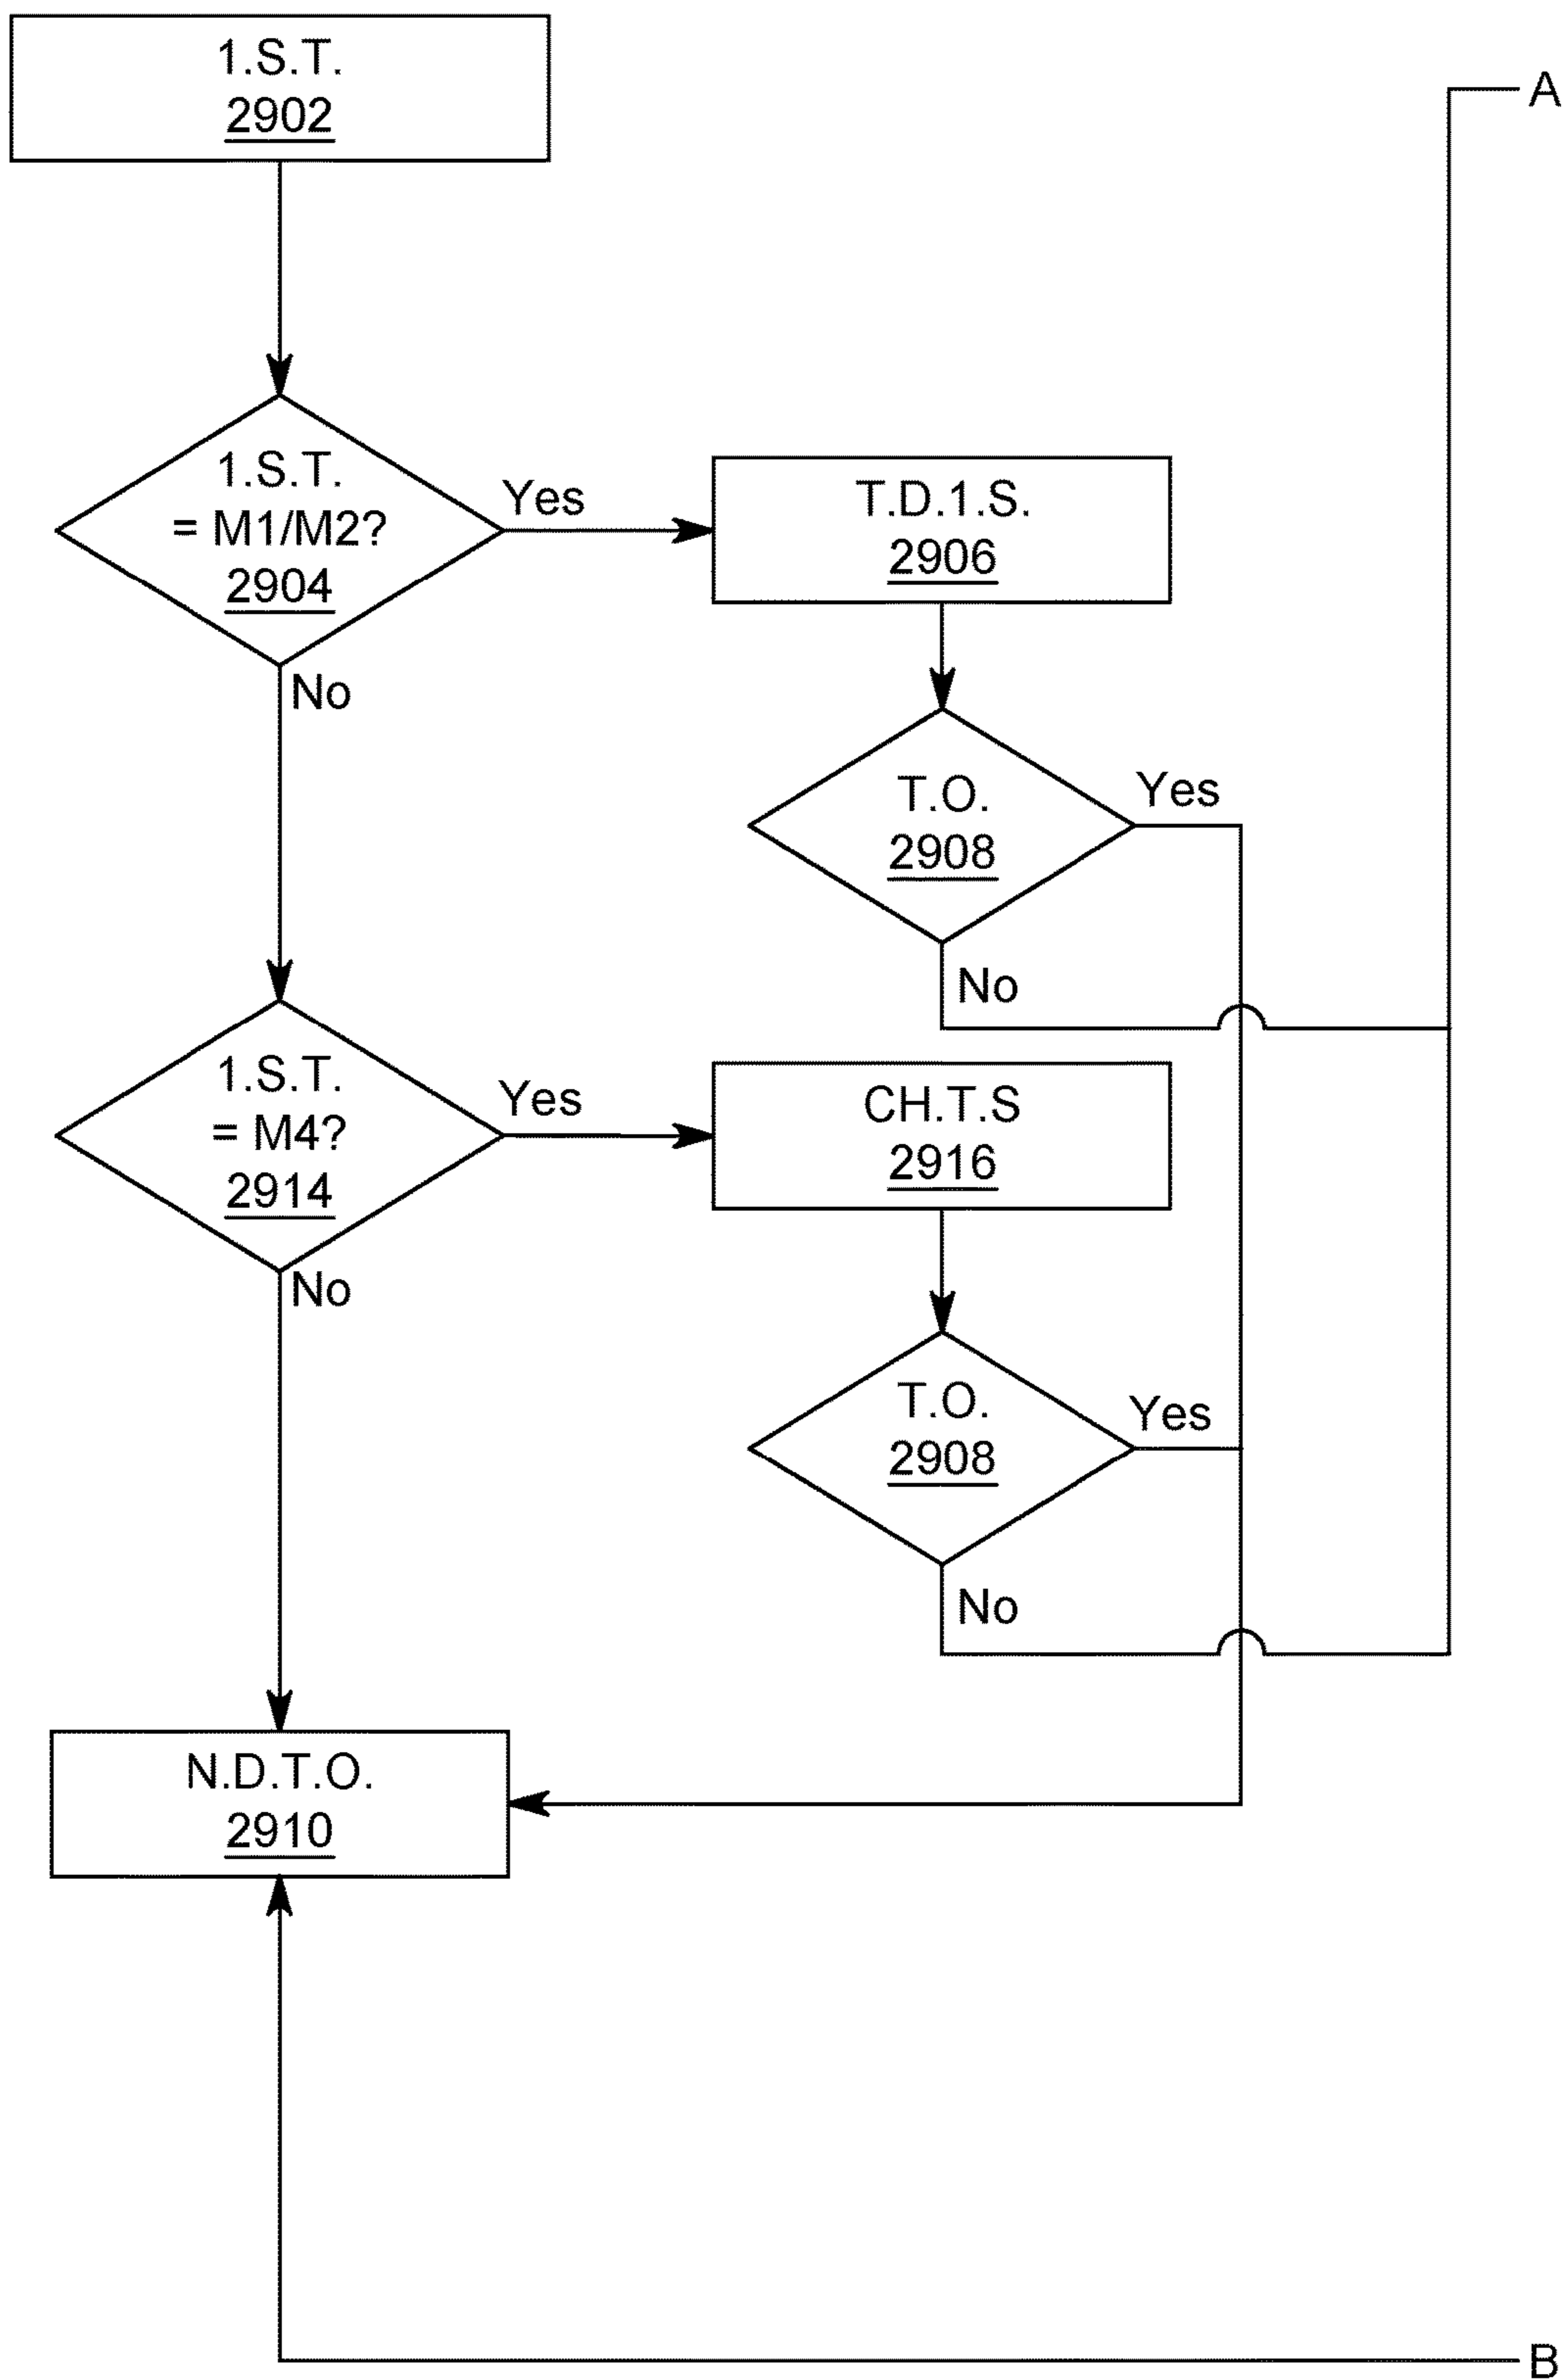 1.S.T.
2902
A
1.S.T.
= M1/M2?
2904
Yes
T.D.1.S.
2906
No
T.O.
2908
Yes
No
1.S.T.
= M4?
2914
Yes
CH.T.S
2916
No
T.O.
2908
Yes
No
N.D.T.O.
2910
B